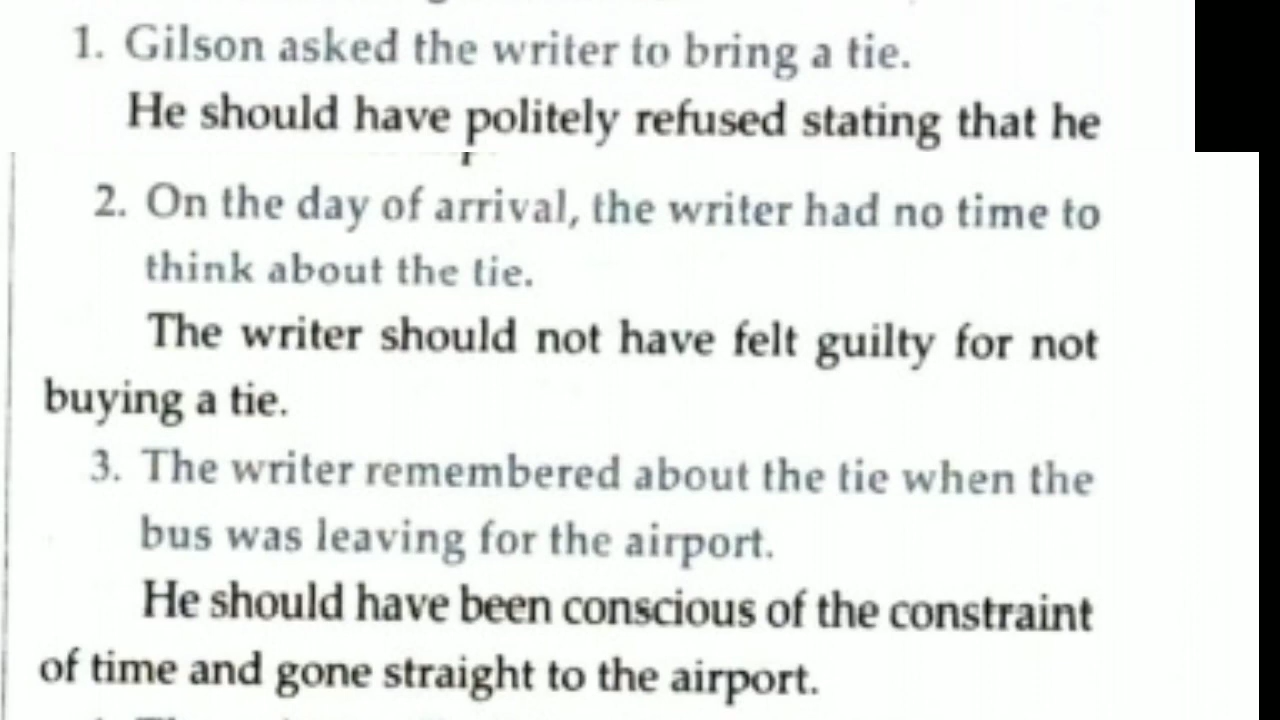 1. Gilson asked the writer to bring a tie.
He should have politely refused stating that he
2. On the day of arrival, the writer had no time to
think about the tie.
The writer should not have felt guilty for not
buying a tie.
3. The writer remembered about the tie when the
bus was leaving for the airport.
He should have been conscious of the constraint
of time and gone straight to the airport.